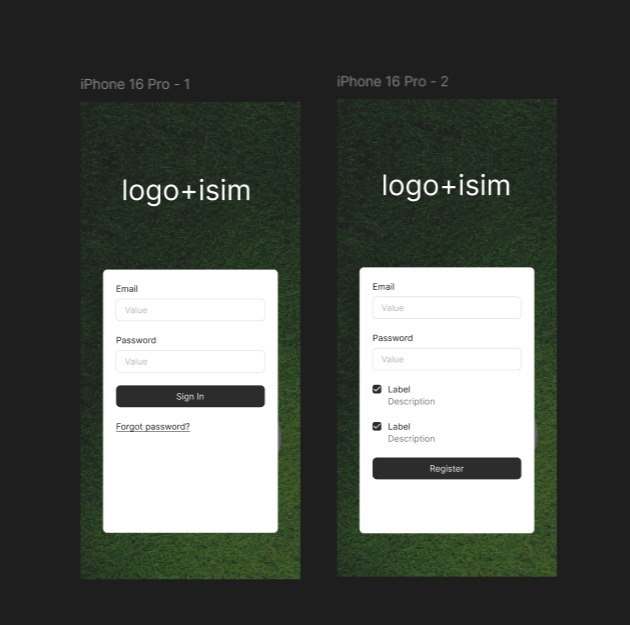 iPhone 16 Pro - 1
logo+isim
Email
Value
Password
Value
Sign In
Forgot password?
iPhone 16 Pro - 2
logo+isim
Email
Value
Password
Value
Label
Description
Label
Description
Register